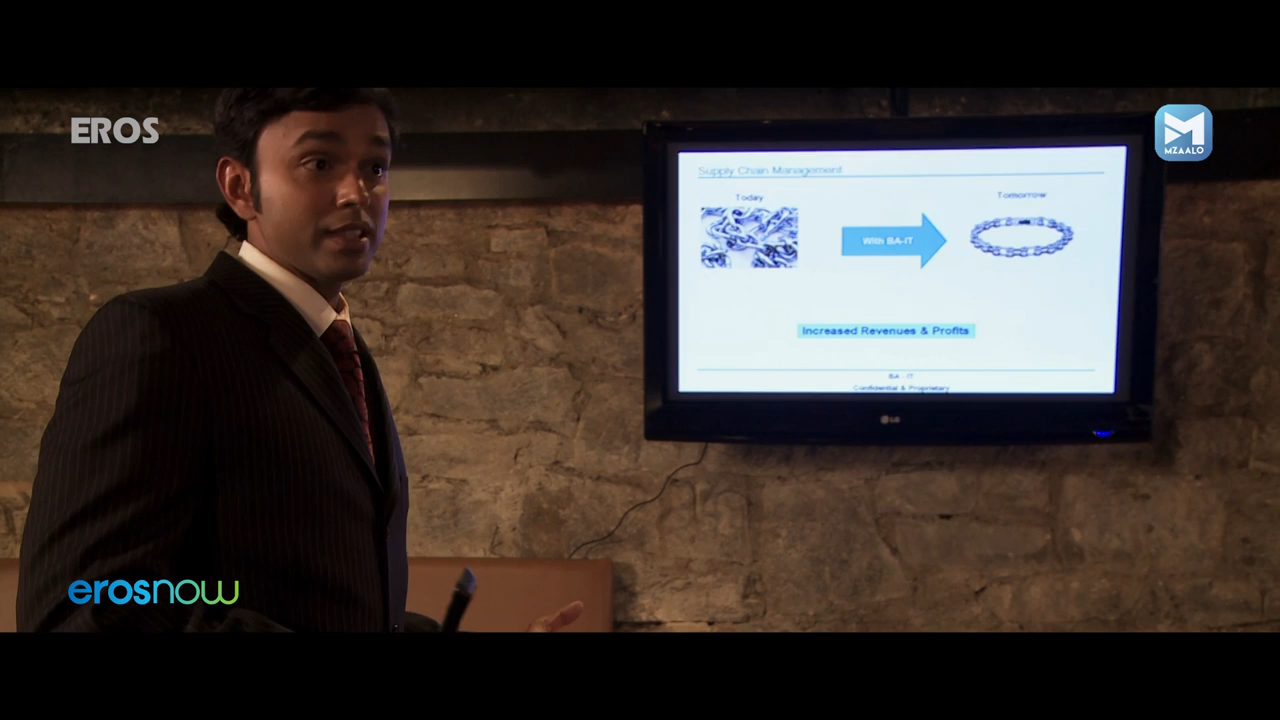 EROS
MZAALO
Supply Chain Management
Today
Tomorrow
With BA-IT
Increased Revenues & Profits
BA - IT
Confidential & Proprietary
LG
erosnow